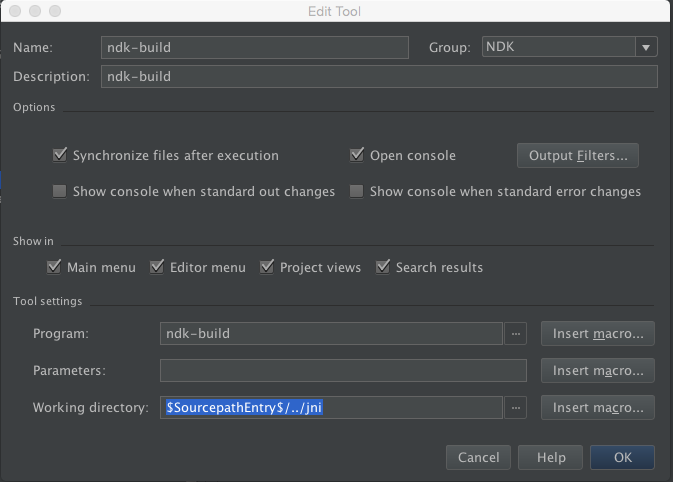 Edit Tool
Name: ndk-build Group: NDK
Description: ndk-build
Options
Synchronize files after execution Open console Output Filters...
Show console when standard out changes Show console when standard error changes
Show in
Main menu Editor menu Project views Search results
Tool settings
Program: ndk-build ... Insert macro...
Parameters: Insert macro...
Working directory: $SourcepathEntry$/../jni ... Insert macro...
Cancel Help OK